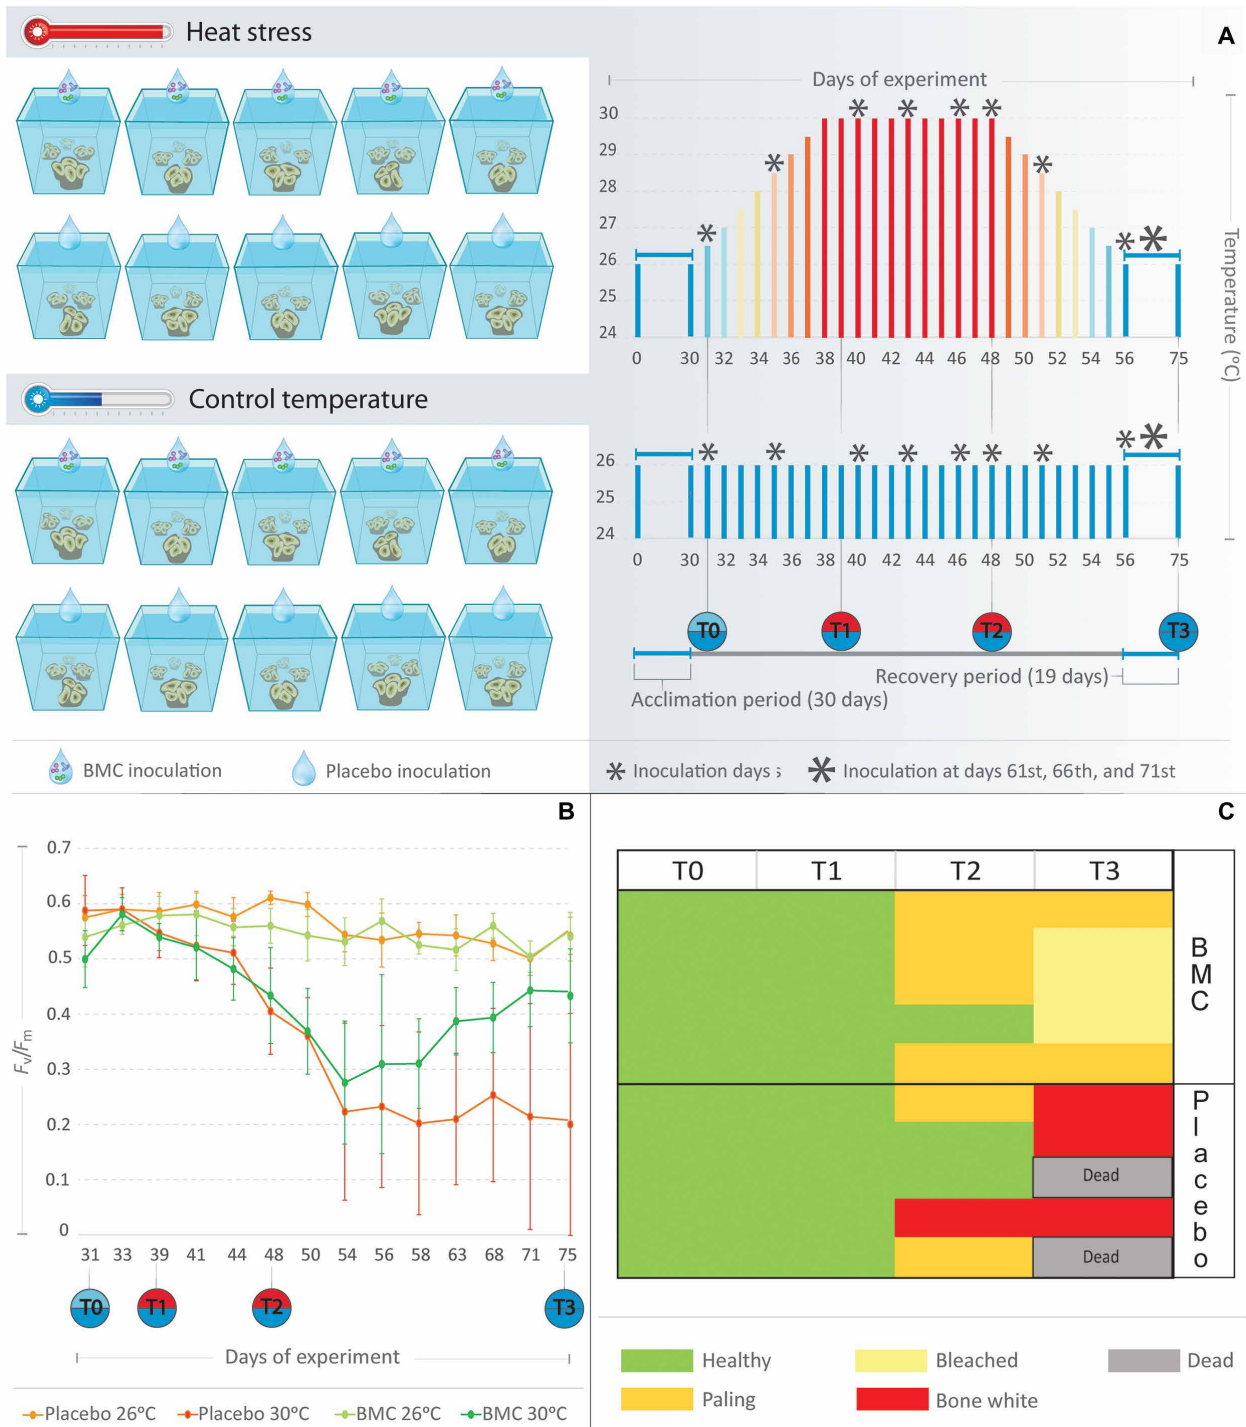 Heat stress
A
Days of experiment
30
29
28
27
26
25
24
0 30 32 34 36 38 40 42 44 46 48 50 52 54 56 75
Temperature (ºC)
Control temperature
26
25
24
0 30 32 34 36 38 40 42 44 46 48 50 52 54 56 75
T0 T1 T2 T3
Recovery period (19 days)
Acclimation period (30 days)
BMC inoculation
Placebo inoculation
Inoculation days
Inoculation at days 61st, 66th, and 71st
B
0.7
0.6
0.5
0.4
0.3
0.2
0.1
0
Fv/Fm
31 33 39 41 44 48 50 54 56 58 63 68 71 75
T0 T1 T2 T3
Days of experiment
Placebo 26ºC Placebo 30ºC BMC 26ºC BMC 30ºC
C
T0 T1 T2 T3
BMC
Placebo
Dead
Dead
Healthy Bleached Dead
Paling Bone white